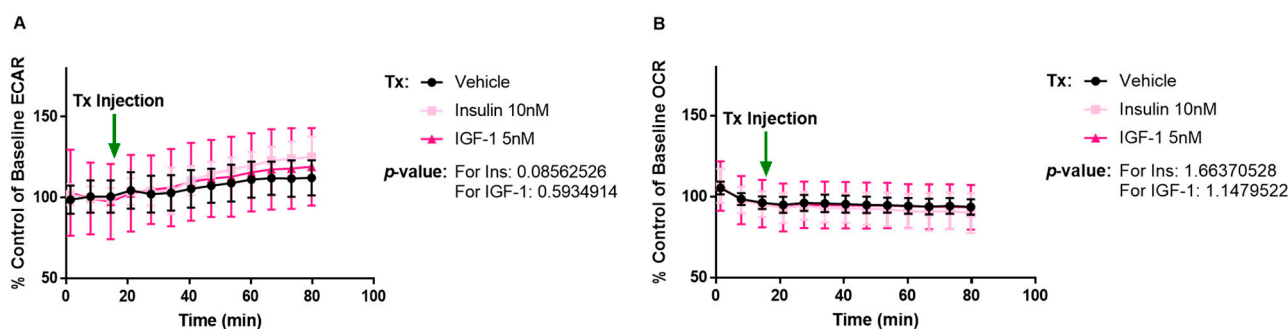 A
% Control of Baseline ECAR
150
100
50
Tx Injection
0 20 40 60 80 100
Time (min)
Tx: Vehicle
Insulin 10nM
IGF-1 5nM
p-value: For Ins: 0.08562526
For IGF-1: 0.5934914
B
% Control of Baseline OCR
150
100
50
Tx Injection
0 20 40 60 80 100
Time (min)
Tx: Vehicle
Insulin 10nM
IGF-1 5nM
p-value: For Ins: 1.66370528
For IGF-1: 1.1479522